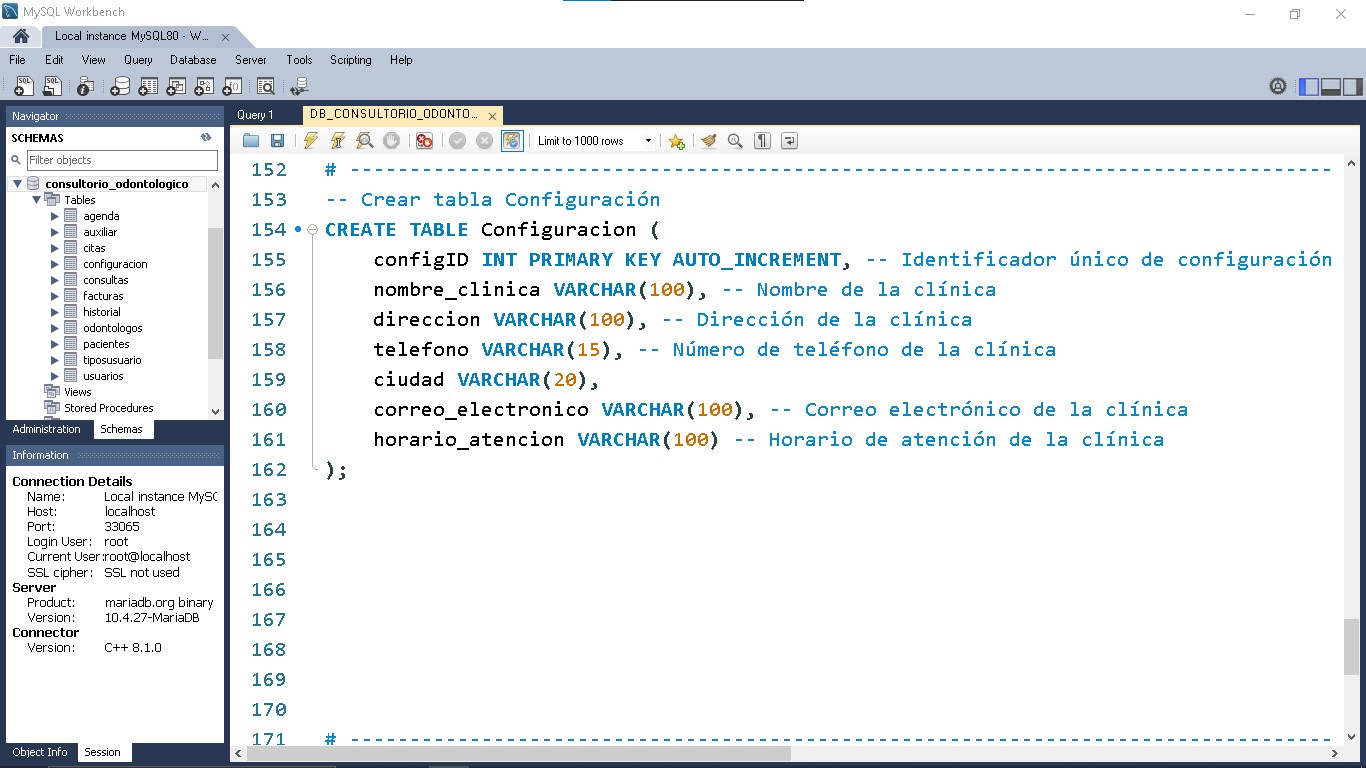 MySQL Workbench
Local instance MySQL80 - W... ×
File Edit View Query Database Server Tools Scripting Help
Navigator
SCHEMAS
Filter objects
consultorio_odontologico
Tables
agenda
auxiliar
citas
configuracion
consultas
facturas
historial
odontologos
pacientes
tiposusuario
usuarios
Views
Stored Procedures
Administration Schemas
Information
Connection Details
Name: Local instance MySQ
Host: localhost
Port: 33065
Login User: root
Current User: root@localhost
SSL cipher: SSL not used
Server
Product: mariadb.org binary
Version: 10.4.27-MariaDB
Connector
Version: C++ 8.1.0
Object Info Session
Query 1 DB_CONSULTORIO_ODONTO... ×
Limit to 1000 rows
152 # ----------------------------------------------------------------------------------
153 -- Crear tabla Configuración
154 CREATE TABLE Configuracion (
155 configID INT PRIMARY KEY AUTO_INCREMENT, -- Identificador único de configuración
156 nombre_clinica VARCHAR(100), -- Nombre de la clínica
157 direccion VARCHAR(100), -- Dirección de la clínica
158 telefono VARCHAR(15), -- Número de teléfono de la clínica
159 ciudad VARCHAR(20),
160 correo_electronico VARCHAR(100), -- Correo electrónico de la clínica
161 horario_atencion VARCHAR(100) -- Horario de atención de la clínica
162 );
163
164
165
166
167
168
169
170
171 # ----------------------------------------------------------------------------------